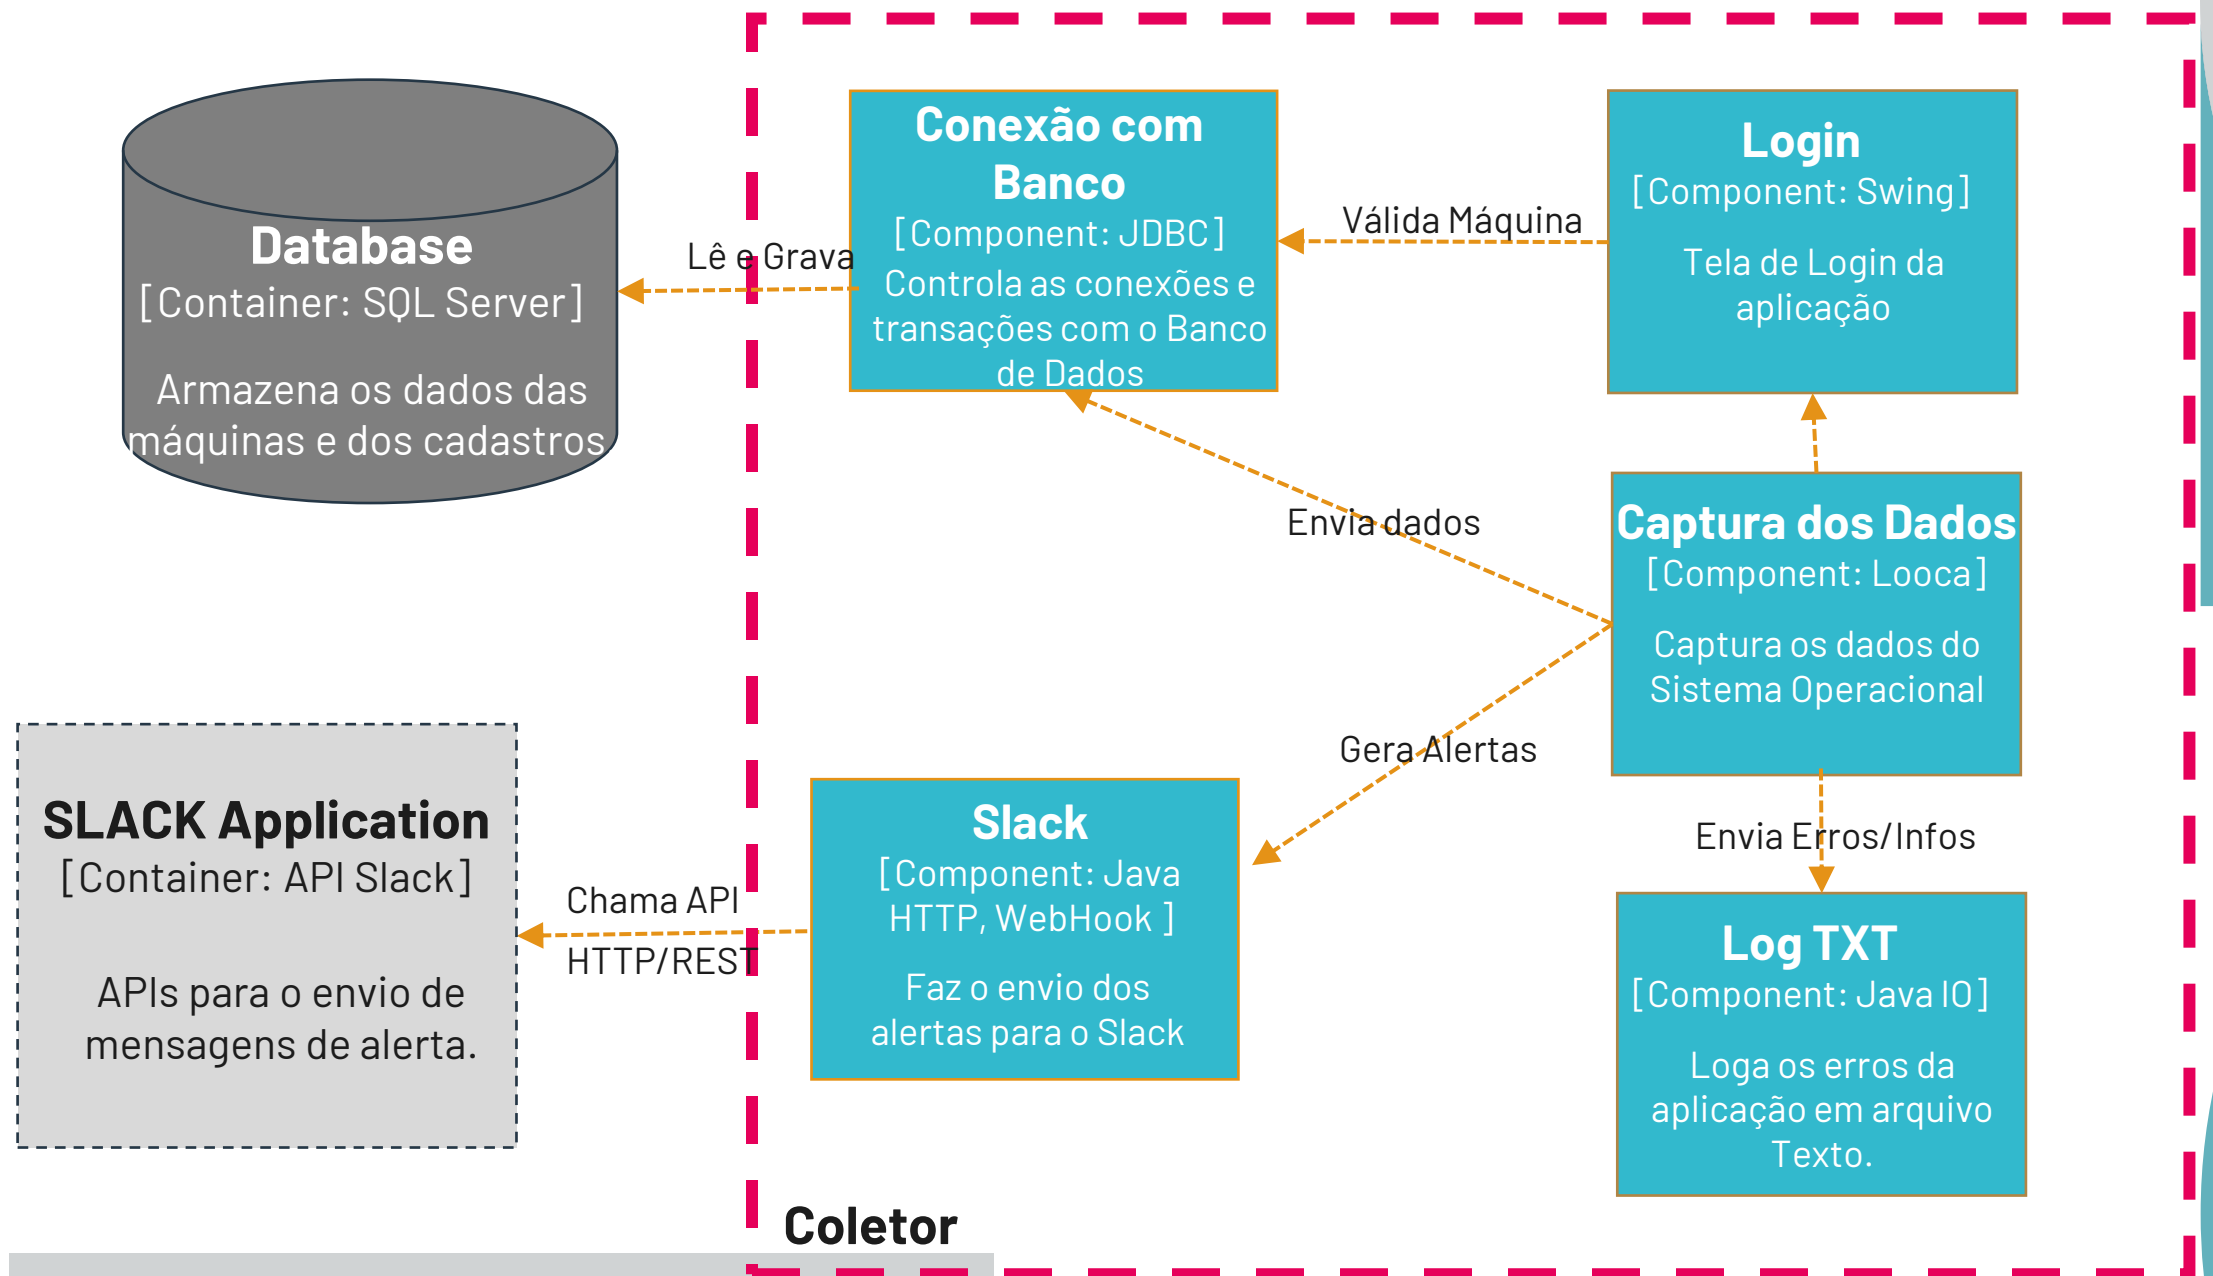 Database
[Container: SQL Server]
Armazena os dados das
máquinas e dos cadastros.
Lê e Grava
Conexão com
Banco
[Component: JDBC]
Controla as conexões e
transações com o Banco
de Dados
Válida Máquina
Login
[Component: Swing]
Tela de Login da
aplicação
Envia dados
Captura dos Dados
[Component: Looca]
Captura os dados do
Sistema Operacional
Gera Alertas
Envia Erros/Infos
SLACK Application
[Container: API Slack]
APIs para o envio de
mensagens de alerta.
Chama API
HTTP/REST
Slack
[Component: Java
HTTP, WebHook ]
Faz o envio dos
alertas para o Slack
Log TXT
[Component: Java IO]
Loga os erros da
aplicação em arquivo
Texto.
Coletor